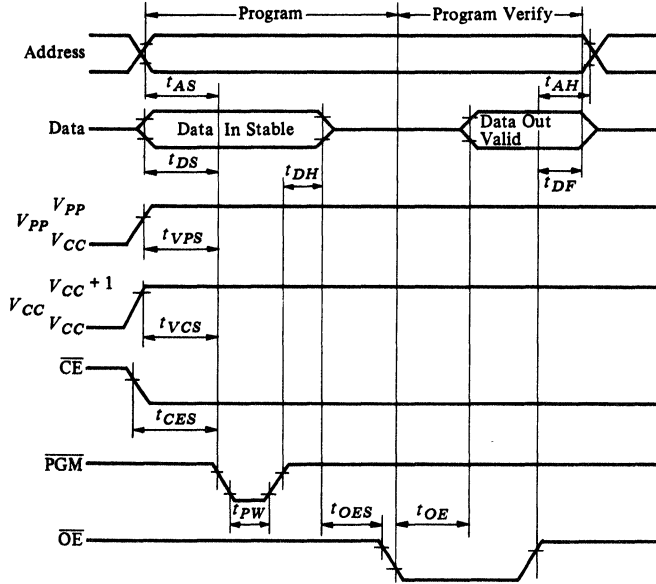 Program Program Verify
Address
tAS tAH
Data Data In Stable Data Out Valid
tDS tDH tDF
VPP VPP
VCC
tVPS
VCC VCC + 1
VCC
tVCS
CE
tCES
PGM
tPW tOES tOE
OE